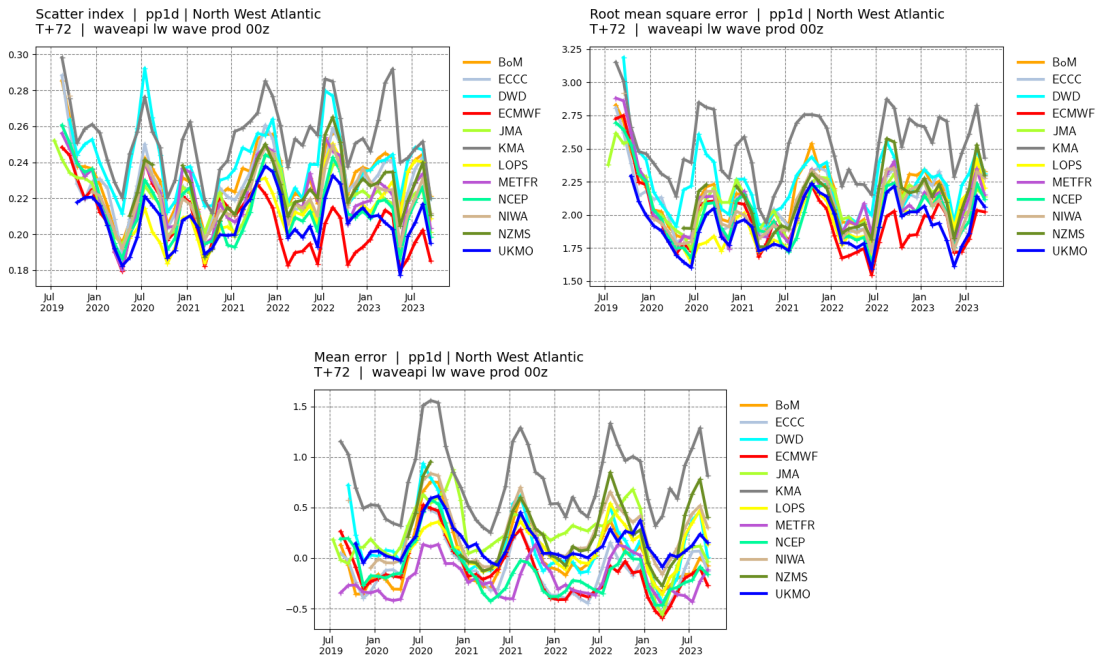 Scatter index | pp1d | North West Atlantic
T+72 | waveapi lw wave prod 00z
0.30
0.28
0.26
0.24
0.22
0.20
0.18
Jul 2019
Jan 2020
Jul 2020
Jan 2021
Jul 2021
Jan 2022
Jul 2022
Jan 2023
Jul 2023
BoM
ECCC
DWD
ECMWF
JMA
KMA
LOPS
METFR
NCEP
NIWA
NZMS
UKMO
Root mean square error | pp1d | North West Atlantic
T+72 | waveapi lw wave prod 00z
3.25
3.00
2.75
2.50
2.25
2.00
1.75
1.50
Jul 2019
Jan 2020
Jul 2020
Jan 2021
Jul 2021
Jan 2022
Jul 2022
Jan 2023
Jul 2023
BoM
ECCC
DWD
ECMWF
JMA
KMA
LOPS
METFR
NCEP
NIWA
NZMS
UKMO
Mean error | pp1d | North West Atlantic
T+72 | waveapi lw wave prod 00z
1.5
1.0
0.5
0.0
−0.5
Jul 2019
Jan 2020
Jul 2020
Jan 2021
Jul 2021
Jan 2022
Jul 2022
Jan 2023
Jul 2023
BoM
ECCC
DWD
ECMWF
JMA
KMA
LOPS
METFR
NCEP
NIWA
NZMS
UKMO